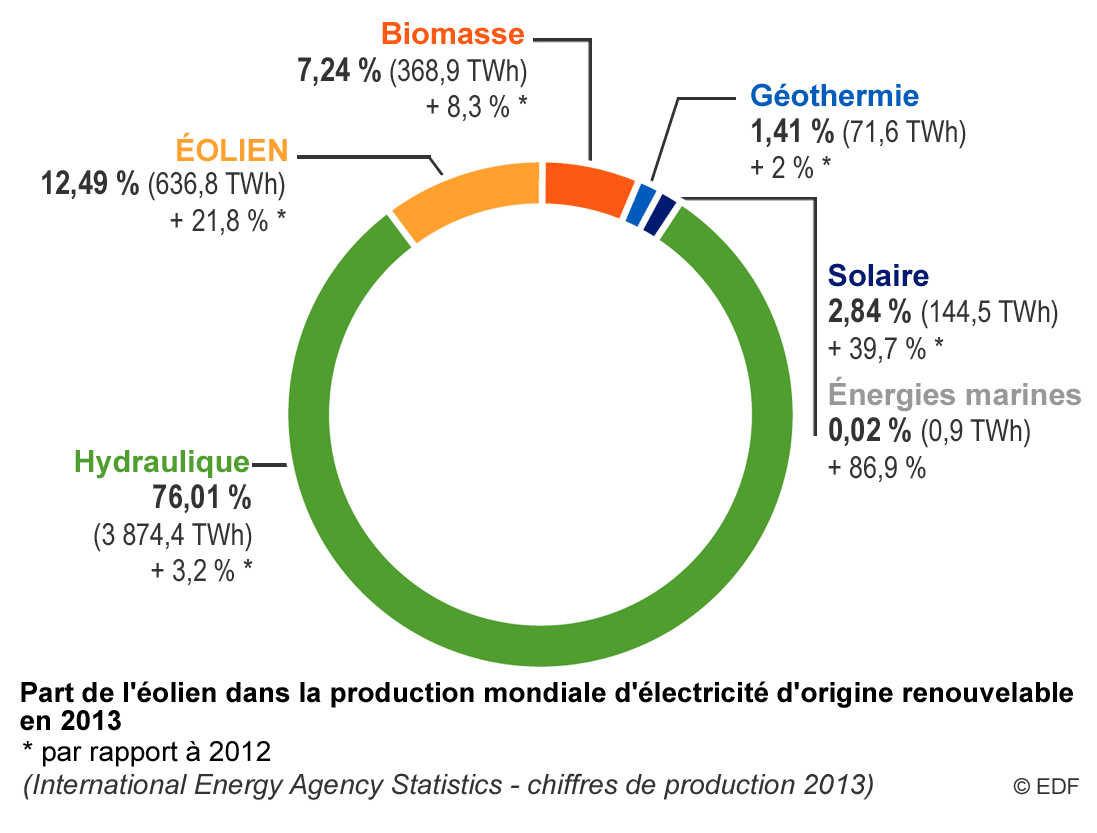 Biomasse
7,24 % (368,9 TWh)
+ 8,3 % *
Géothermie
1,41 % (71,6 TWh)
+ 2 % *
ÉOLIEN
12,49 % (636,8 TWh)
+ 21,8 % *
Solaire
2,84 % (144,5 TWh)
+ 39,7 % *
Énergies marines
0,02 % (0,9 TWh)
+ 86,9 %
Hydraulique
76,01 %
(3 874,4 TWh)
+ 3,2 % *
Part de l'éolien dans la production mondiale d'électricité d'origine renouvelable
en 2013
* par rapport à 2012
(International Energy Agency Statistics - chiffres de production 2013)
© EDF